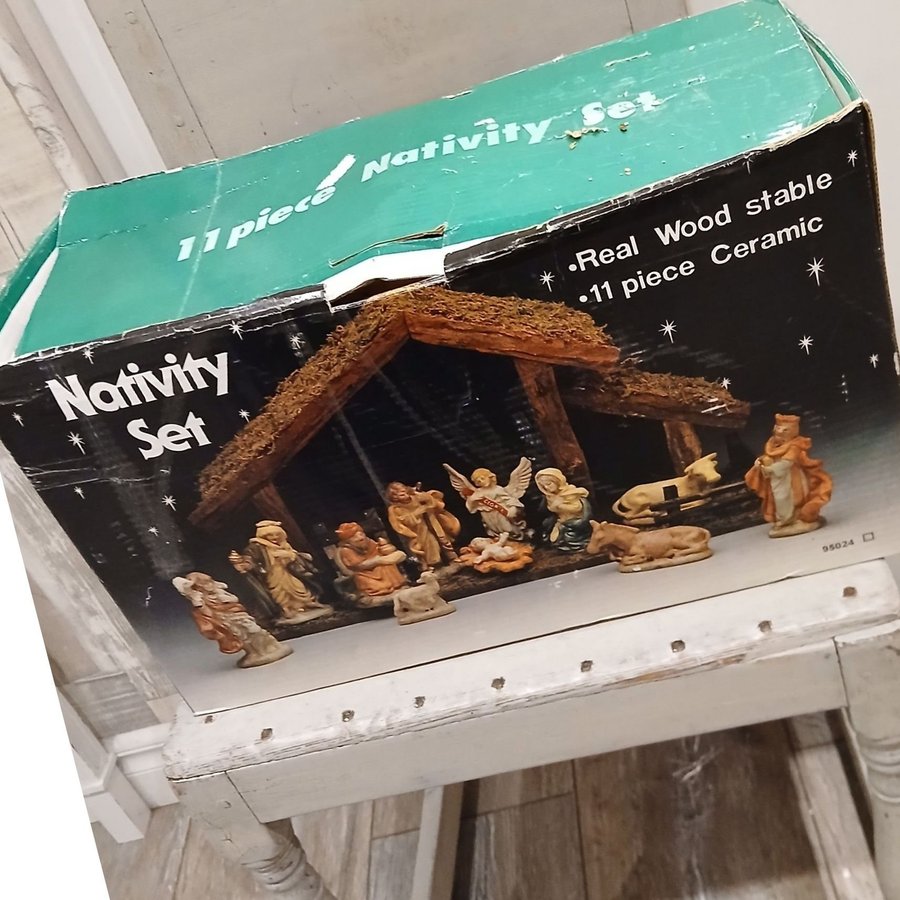 11 piece Nativity Set
•Real Wood stable
•11 piece Ceramic
Nativity
Set
95024